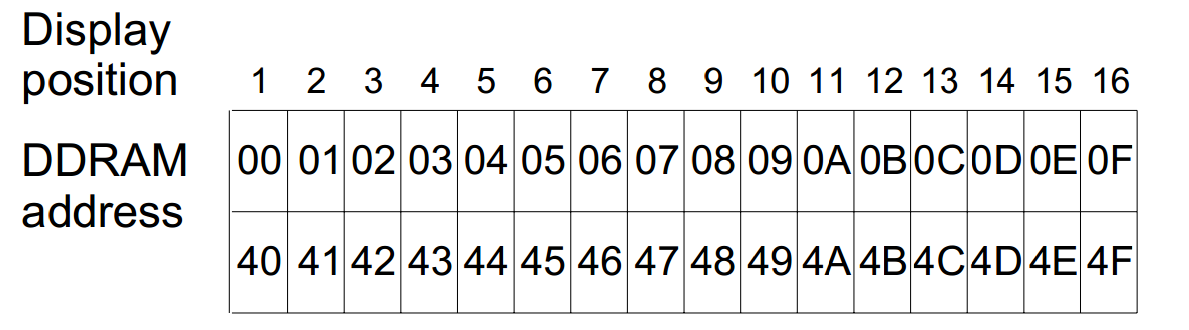 Display
position 1 2 3 4 5 6 7 8 9 10 11 12 13 14 15 16
DDRAM
address
00 01 02 03 04 05 06 07 08 09 0A 0B 0C 0D 0E 0F
40 41 42 43 44 45 46 47 48 49 4A 4B 4C 4D 4E 4F